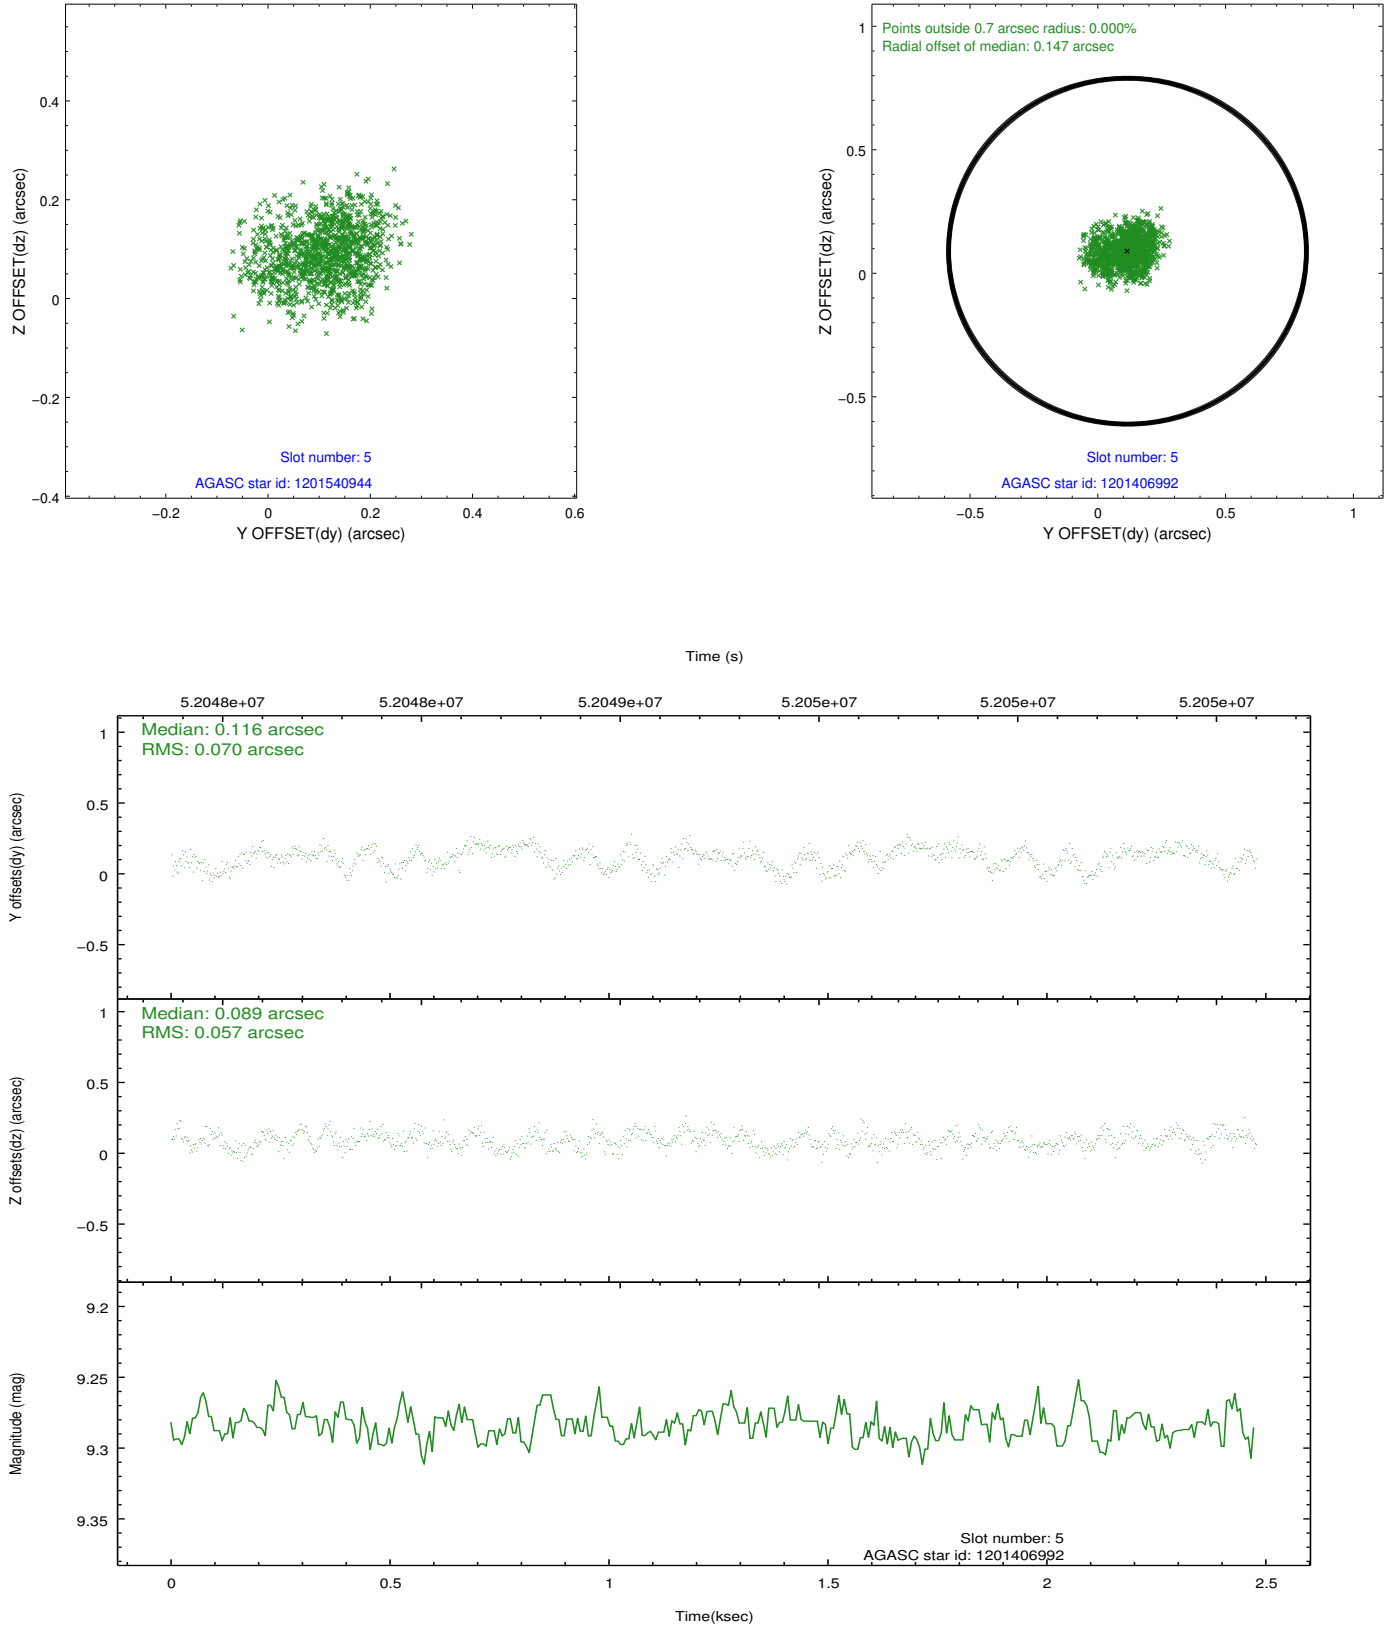 0.4
0.2
0
−0.2
−0.4
Z OFFSET(dz) (arcsec)
Slot number: 5
AGASC star id: 1201540944
−0.2
0
0.2
0.4
0.6
Y OFFSET(dy) (arcsec)
Points outside 0.7 arcsec radius: 0.000%
Radial offset of median: 0.147 arcsec
1
0.5
0
−0.5
Z OFFSET(dz) (arcsec)
Slot number: 5
AGASC star id: 1201406992
−0.5
0
0.5
1
Y OFFSET(dy) (arcsec)
Time (s)
5.2048e+07
5.2048e+07
5.2049e+07
5.205e+07
5.205e+07
5.205e+07
Median: 0.116 arcsec
RMS: 0.070 arcsec
1
0.5
0
−0.5
Y offsets(dy) (arcsec)
Median: 0.089 arcsec
RMS: 0.057 arcsec
1
0.5
0
−0.5
Z offsets(dz) (arcsec)
9.2
9.25
9.3
9.35
Magnitude (mag)
Slot number: 5
AGASC star id: 1201406992
0
0.5
1
1.5
2
2.5
Time(ksec)